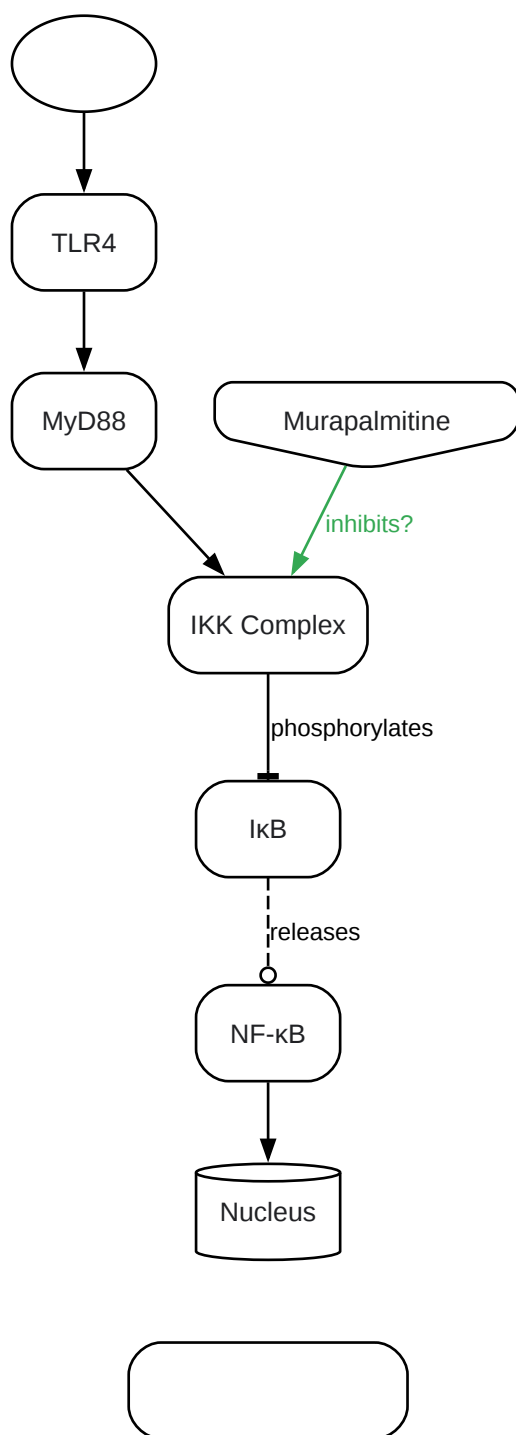 TLR4
MyD88
Murapalmitine
inhibits?
IKK Complex
phosphorylates
IκB
releases
NF-κB
Nucleus